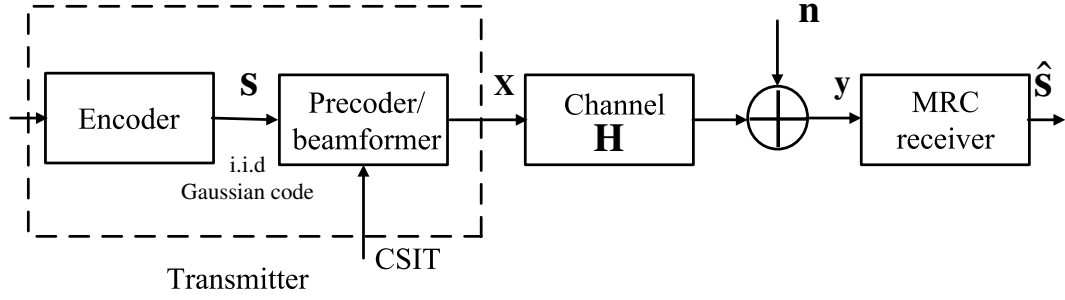 n
s
x
y
ŝ
Encoder
Precoder/
beamformer
Channel
H
MRC
receiver
i.i.d
Gaussian code
CSIT
Transmitter